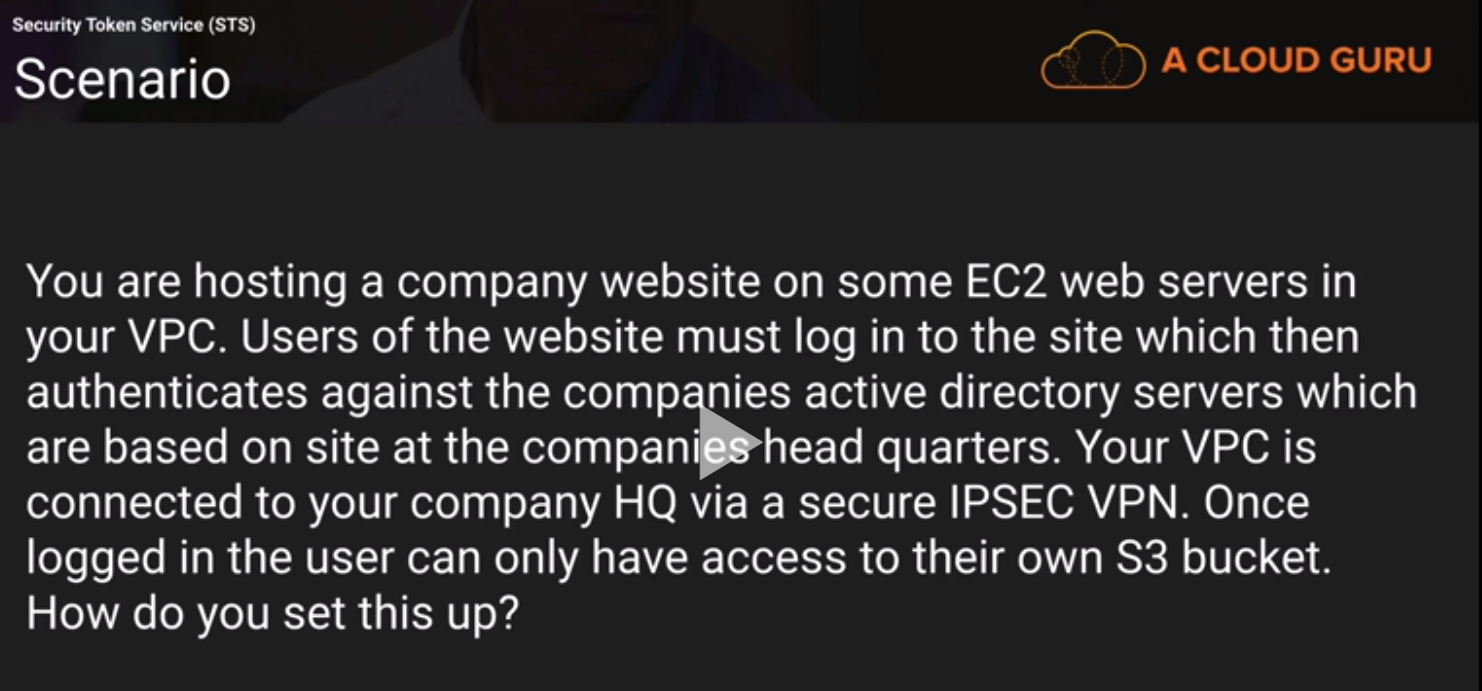 Security Token Service (STS)
Scenario
A CLOUD GURU
You are hosting a company website on some EC2 web servers in
your VPC. Users of the website must log in to the site which then
authenticates against the companies active directory servers which
are based on site at the companies head quarters. Your VPC is
connected to your company HQ via a secure IPSEC VPN. Once
logged in the user can only have access to their own S3 bucket.
How do you set this up?